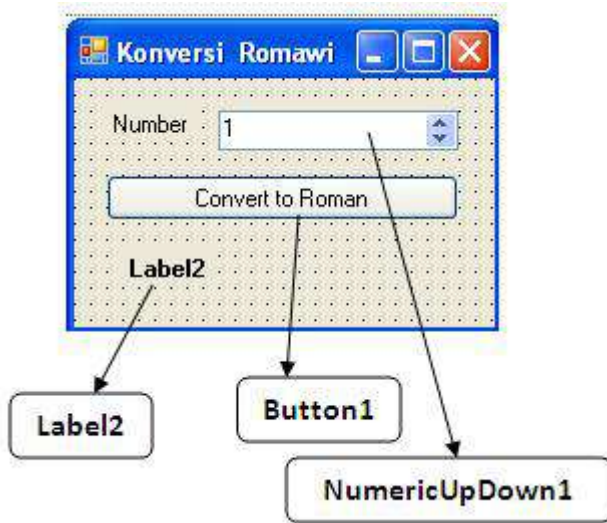 Konversi Romawi
Number 1
Convert to Roman
Label2
Label2
Button1
NumericUpDown1